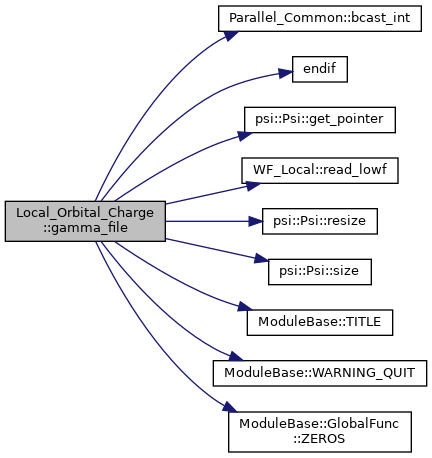 Parallel_Common::bcast_int
endif
psi::Psi::get_pointer
WF_Local::read_lowf
Local_Orbital_Charge
::gamma_file
psi::Psi::resize
psi::Psi::size
ModuleBase::TITLE
ModuleBase::WARNING_QUIT
ModuleBase::GlobalFunc
::ZEROS